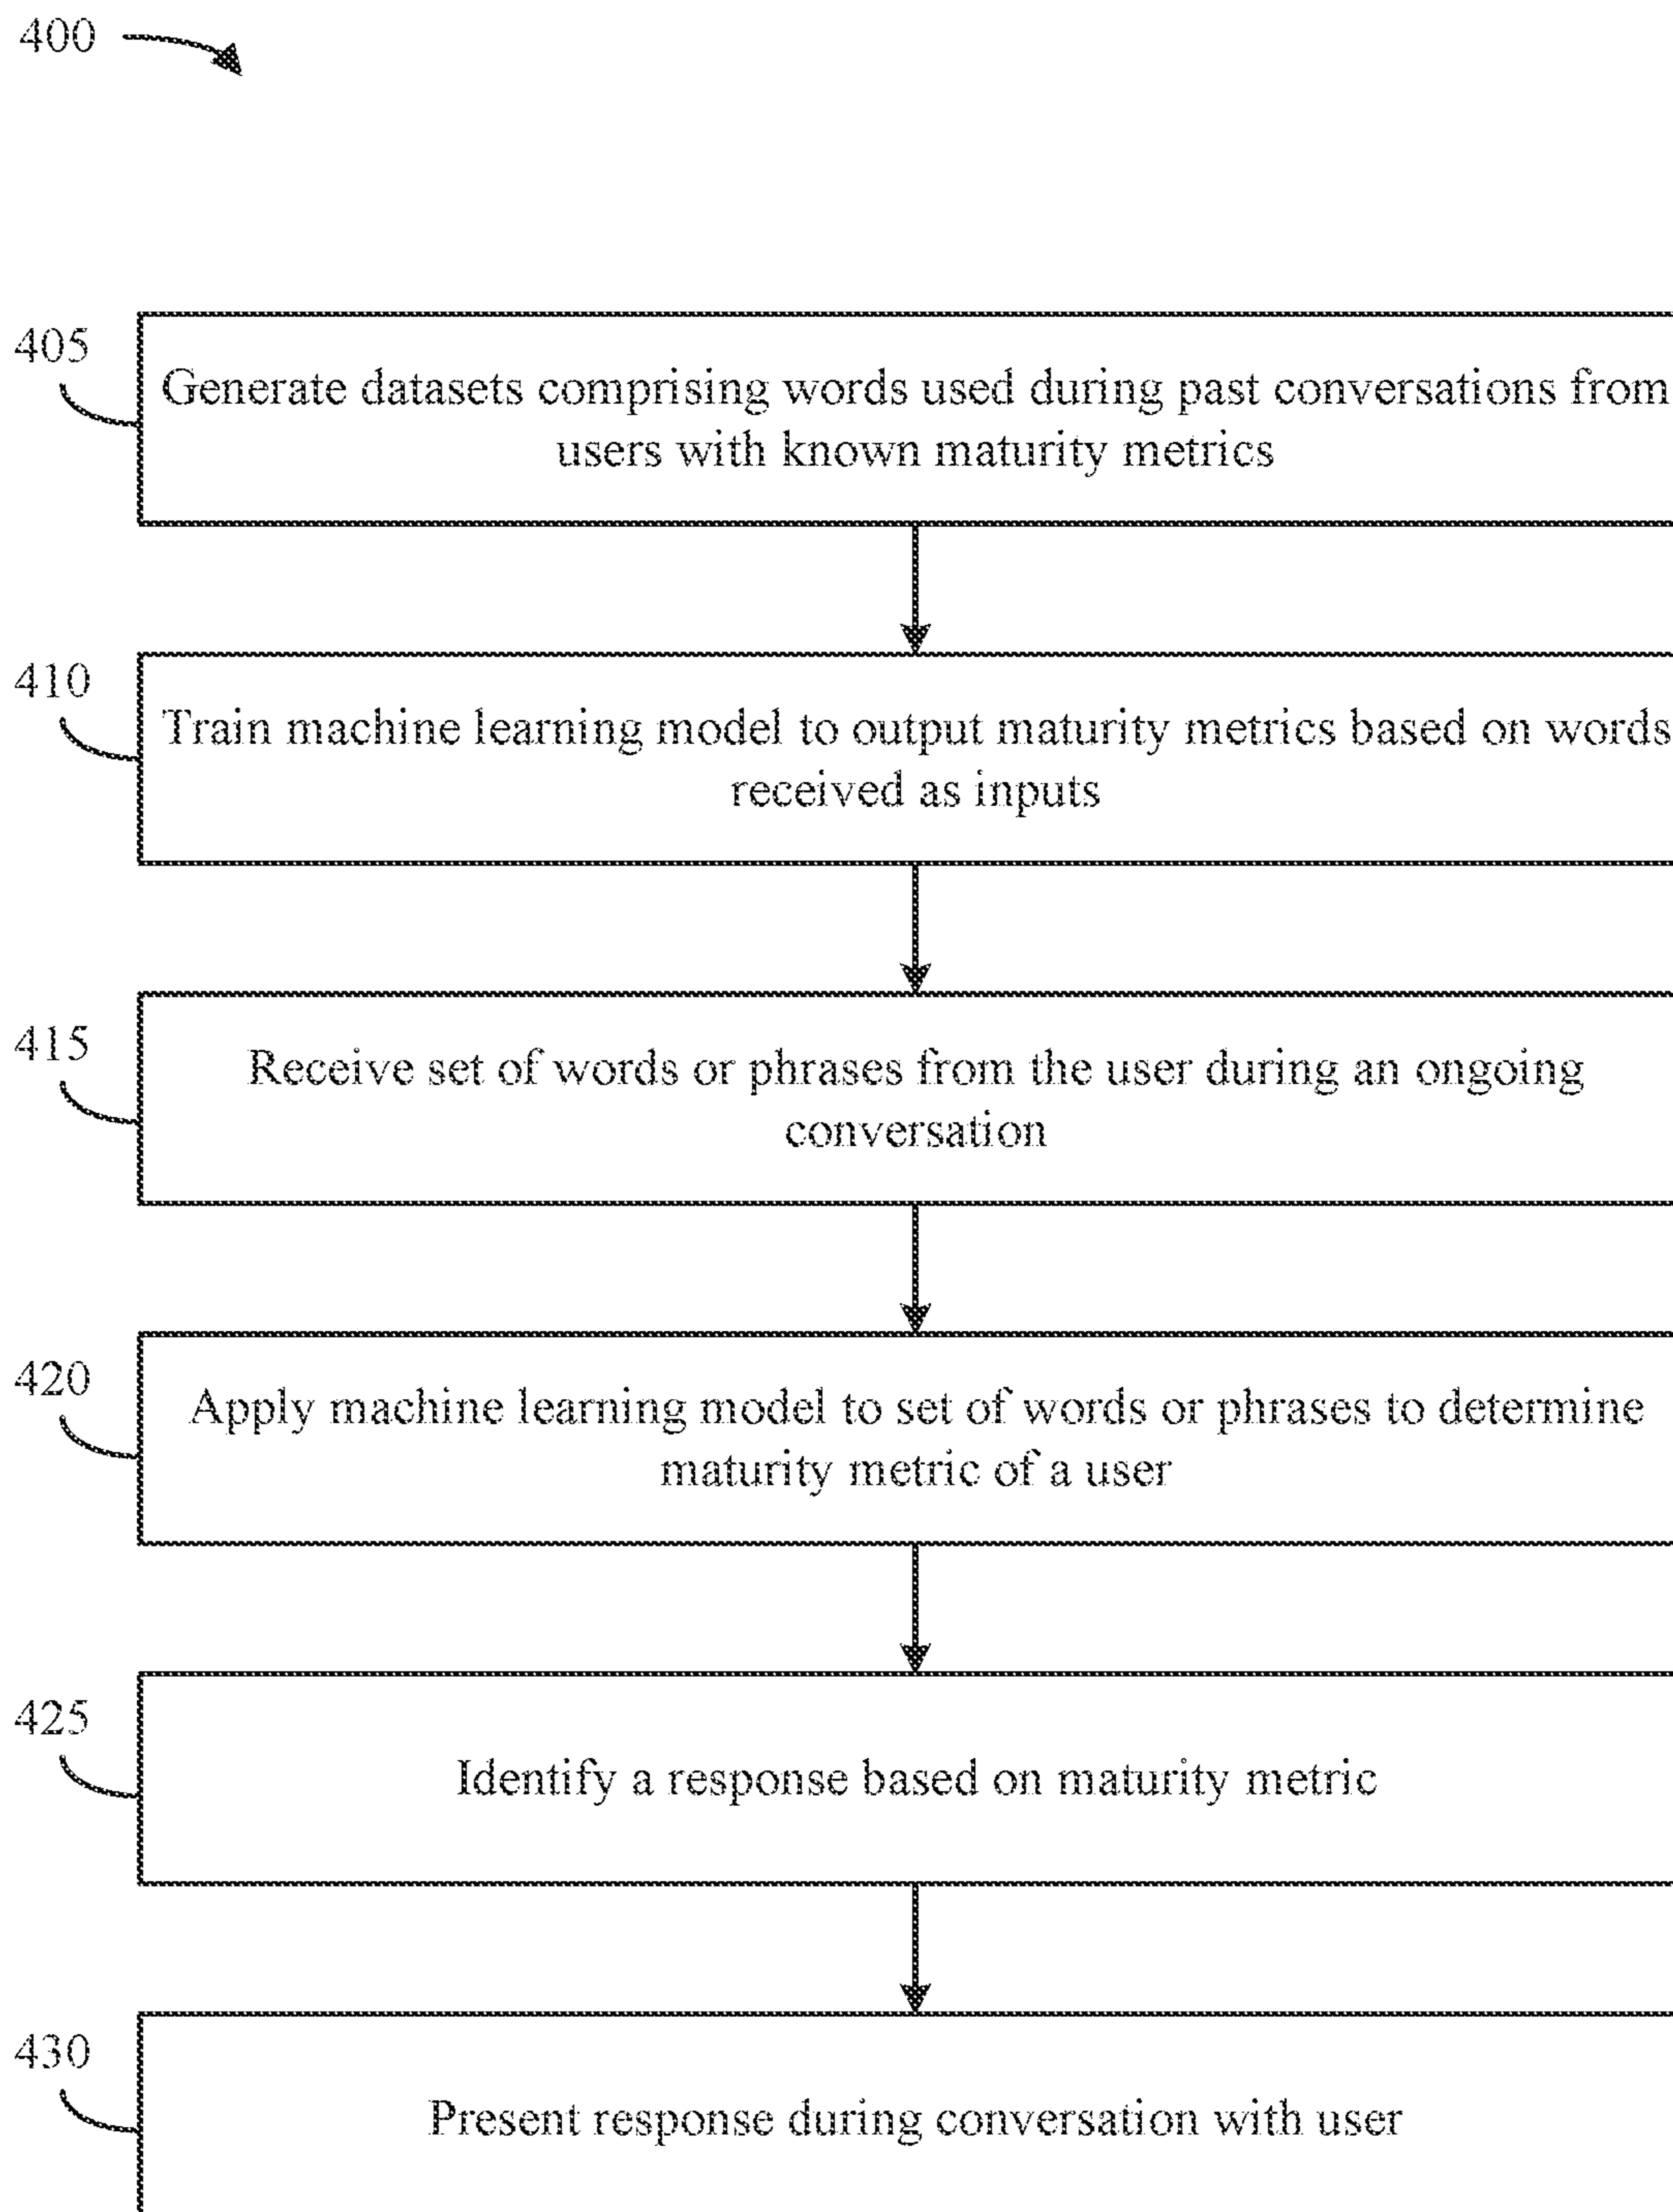 400
405
Generate datasets comprising words used during past conversations from
users with known maturity metrics
410
Train machine learning model to output maturity metrics based on words
received as inputs
415
Receive set of words or phrases from the user during an ongoing
conversation
420
Apply machine learning model to set of words or phrases to determine
maturity metric of a user
425
Identify a response based on maturity metric
430
Present response during conversation with user